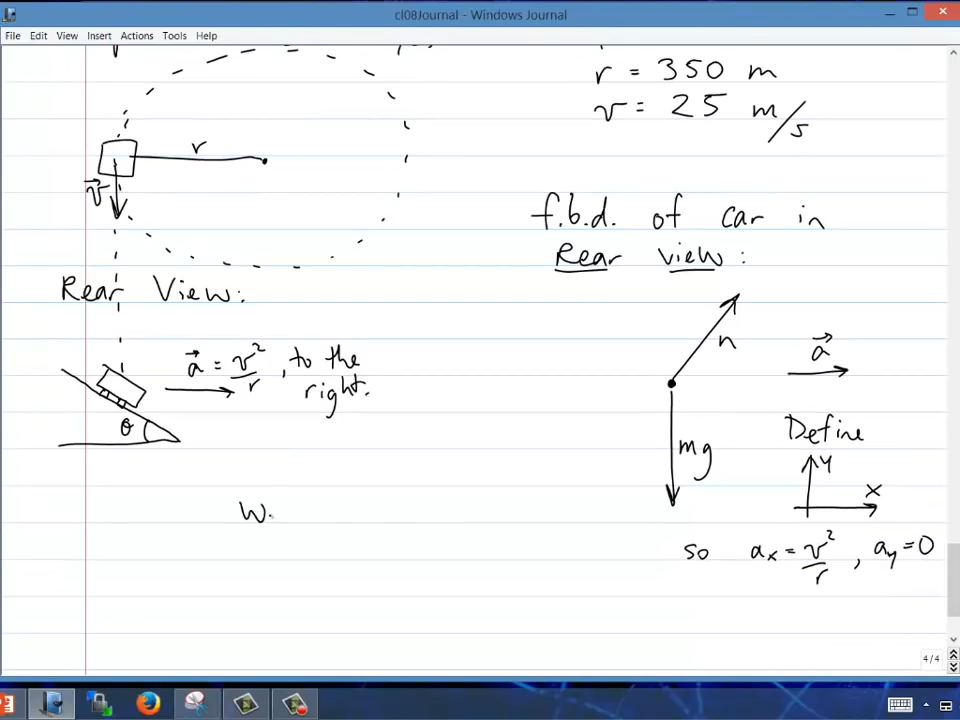 cl08Journal - Windows Journal
File Edit View Insert Actions Tools Help
r = 350 m
v = 25 m/s
r
v
Rear View:
a = v²/r , to the
right.
θ
f.b.d. of car in
Rear view:
n
a
mg
Define
y
x
so ax = v²/r , ay = 0
W.
4/4